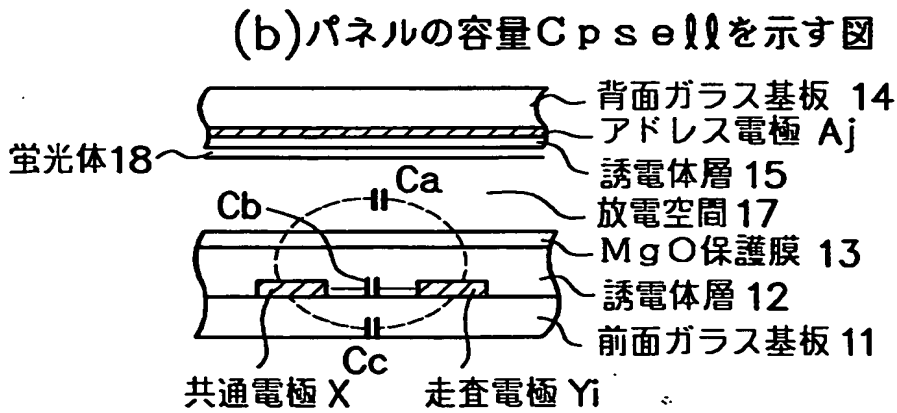 (b)パネルの容量Cpsellを示す図
背面ガラス基板 14
アドレス電極 Aj
蛍光体18
誘電体層 15
Ca
Cb
放電空間 17
MgO保護膜 13
誘電体層 12
前面ガラス基板 11
Cc
共通電極 X
走査電極 Yi